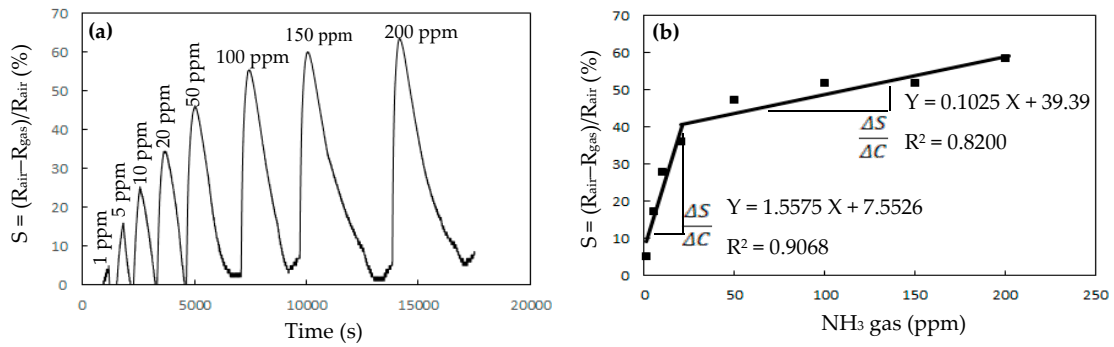 (a)
S = (Rair−Rgas)/Rair (%)
70
60
50
40
30
20
10
0
1 ppm
5 ppm
10 ppm
20 ppm
50 ppm
100 ppm
150 ppm
200 ppm
0
5000
10000
15000
20000
Time (s)
(b)
S = (Rair−Rgas)/Rair (%)
70
60
50
40
30
20
10
0
Y = 0.1025 X + 39.39
ΔS
ΔC
R² = 0.8200
Y = 1.5575 X + 7.5526
ΔS
ΔC
R² = 0.9068
0
50
100
150
200
250
NH₃ gas (ppm)